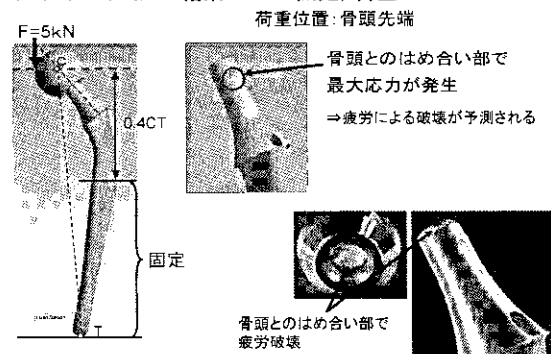 荷重位置:骨頭先端
F=5kN
C
骨頭とのはめ合い部で
最大応力が発生
⇒疲労による破壊が予測される
0.4CT
固定
T
骨頭とのはめ合い部で
疲労破壊